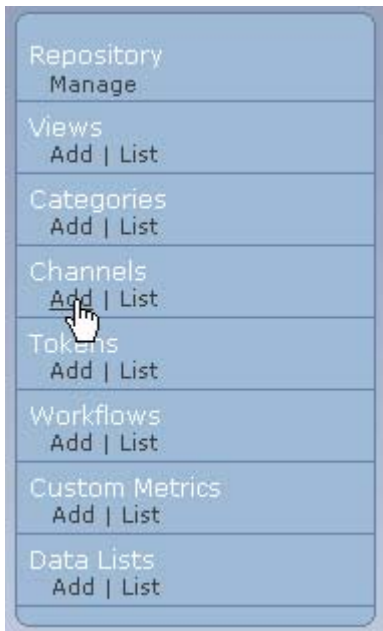 Repository
Manage
Views
Add | List
Categories
Add | List
Channels
Add | List
Tokens
Add | List
Workflows
Add | List
Custom Metrics
Add | List
Data Lists
Add | List